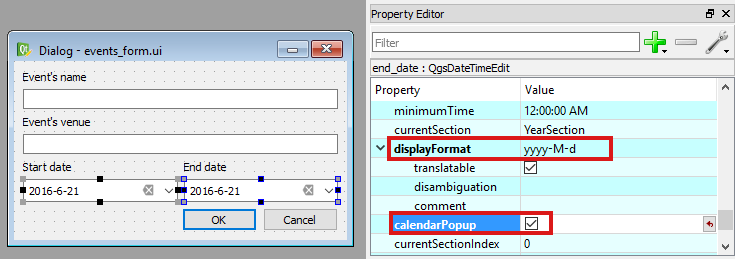 Dialog - events_form.ui
Event's name
Event's venue
Start date End date
2016-6-21 2016-6-21
OK Cancel
Property Editor
Filter
end_date : QgsDateTimeEdit
Property Value
minimumTime 12:00:00 AM
currentSection YearSection
displayFormat yyyy-M-d
translatable
disambiguation
comment
calendarPopup
currentSectionIndex 0